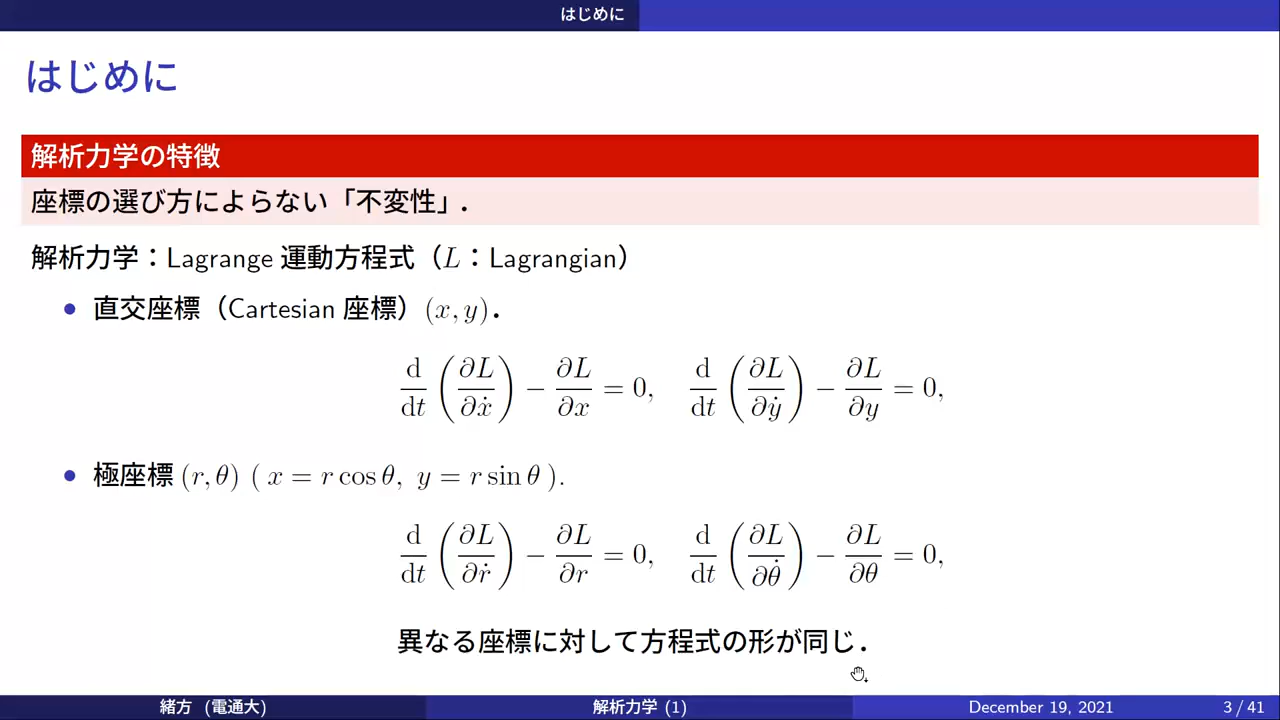 はじめに
はじめに
解析力学の特徴
座標の選び方によらない「不変性」.
解析力学：Lagrange 運動方程式（L：Lagrangian）
• 直交座標（Cartesian 座標）(x, y)．
d/dt (∂L/∂ẋ) − ∂L/∂x = 0, d/dt (∂L/∂ẏ) − ∂L/∂y = 0,
• 極座標 (r, θ) ( x = r cos θ, y = r sin θ ).
d/dt (∂L/∂ṙ) − ∂L/∂r = 0, d/dt (∂L/∂θ̇) − ∂L/∂θ = 0,
異なる座標に対して方程式の形が同じ．
緒方 (電通大) 解析力学 (1) December 19, 2021 3 / 41